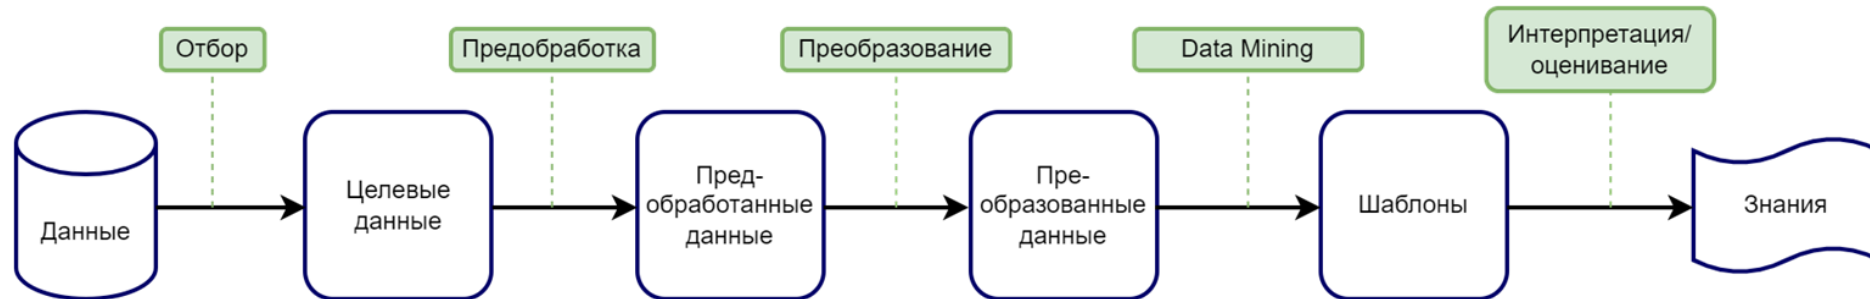 Отбор
Предобработка
Преобразование
Data Mining
Интерпретация/
оценивание
Данные
Целевые
данные
Пред-
обработанные
данные
Пре-
образованные
данные
Шаблоны
Знания